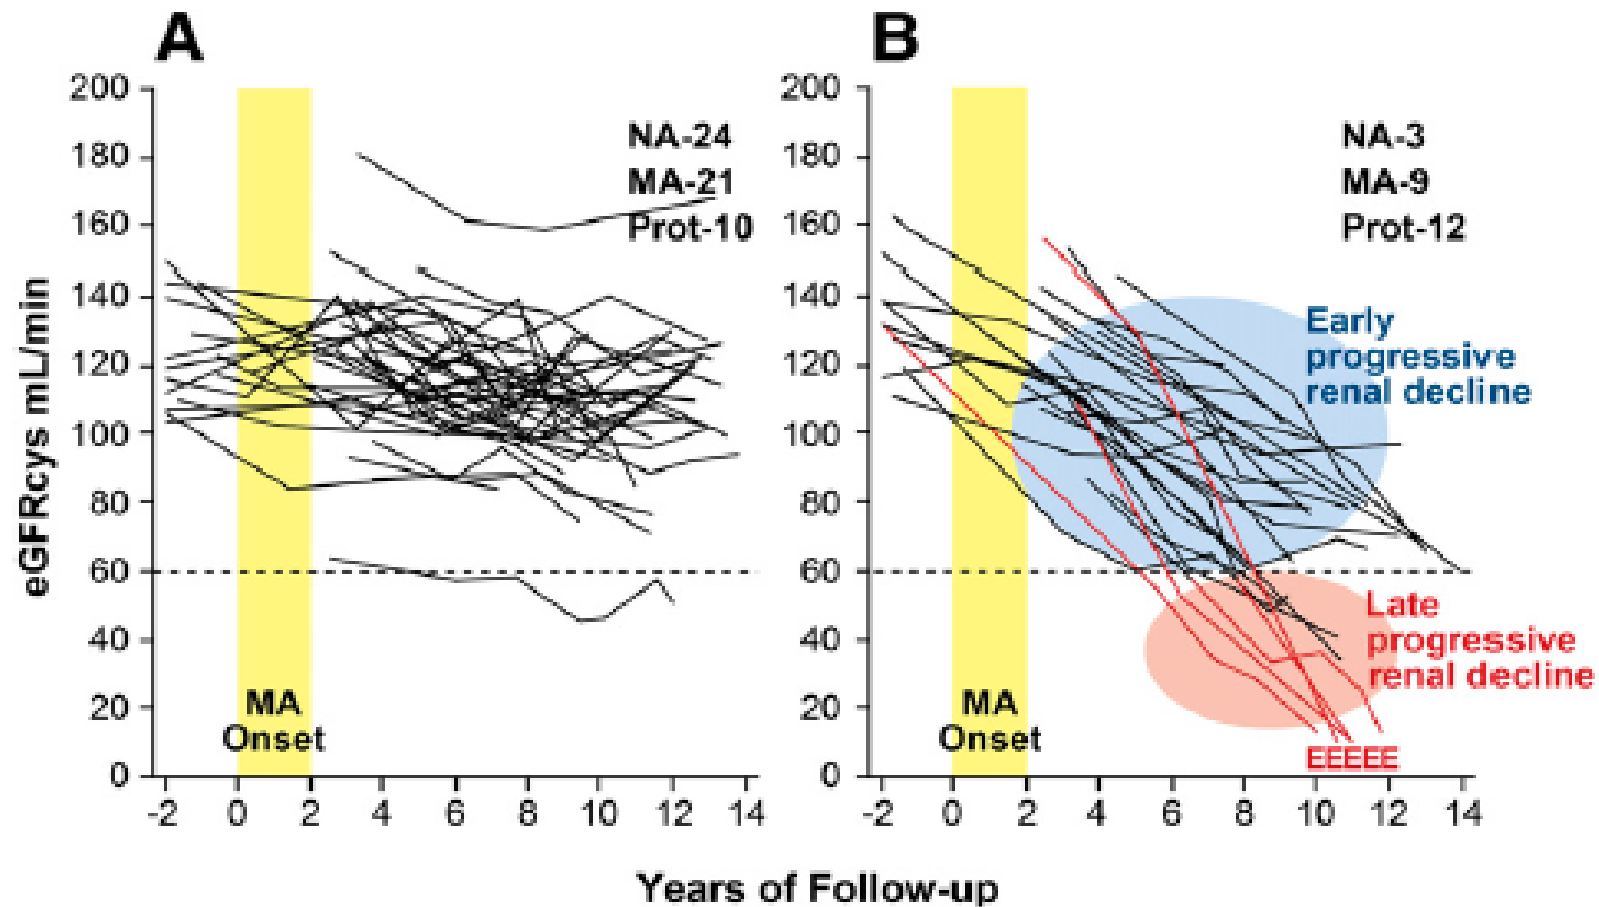 A
B
eGFRcys mL/min
200
180
160
140
120
100
80
60
40
20
0
NA-24
MA-21
Prot-10
MA
Onset
-2 0 2 4 6 8 10 12 14
200
180
160
140
120
100
80
60
40
20
0
NA-3
MA-9
Prot-12
Early
progressive
renal decline
Late
progressive
renal decline
MA
Onset
EEEEE
-2 0 2 4 6 8 10 12 14
Years of Follow-up